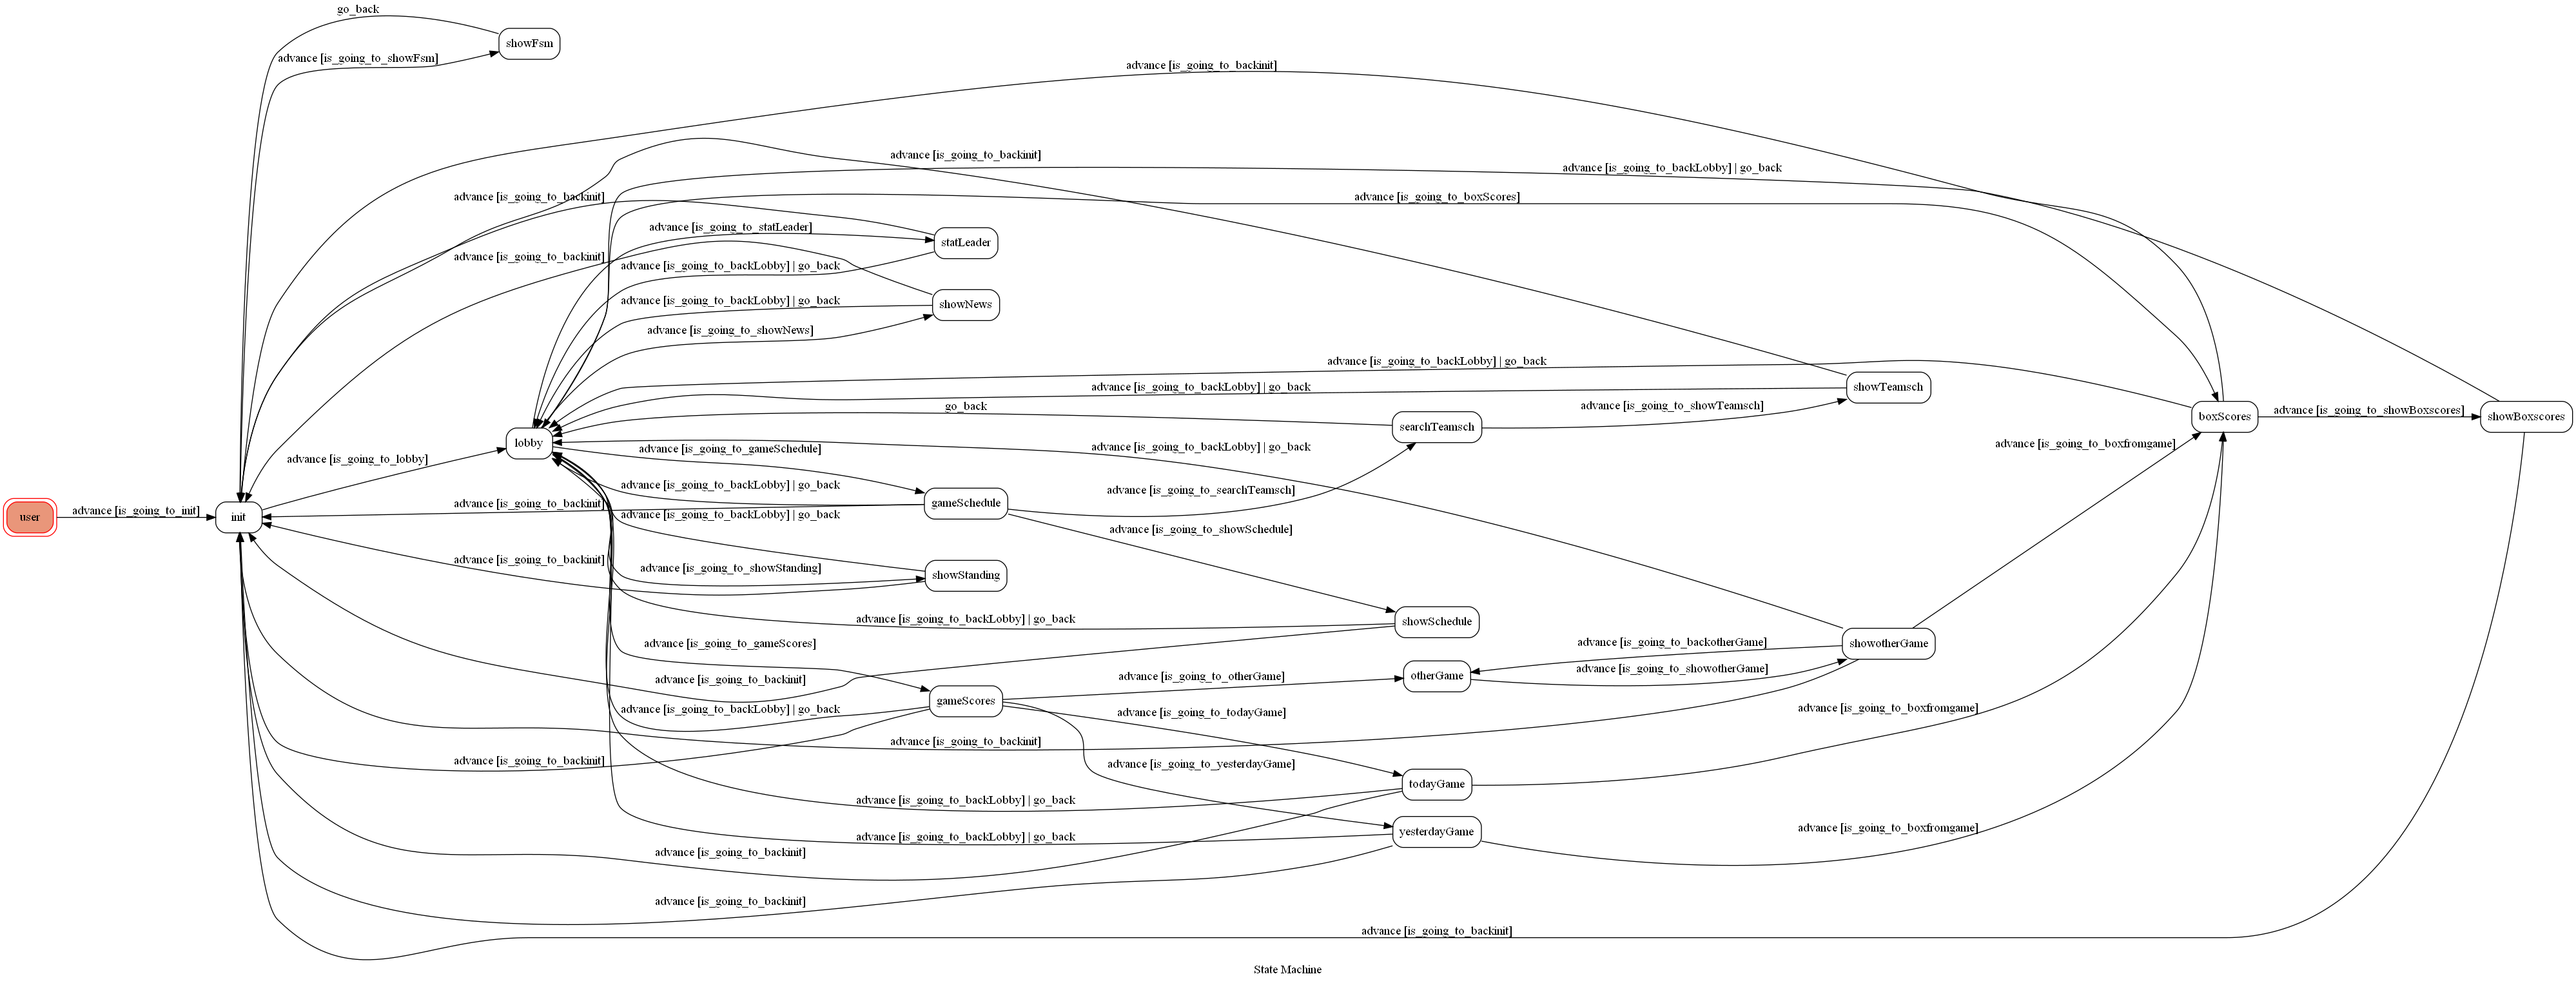 go_back
showFsm
advance [is_going_to_showFsm]
advance [is_going_to_backinit]
advance [is_going_to_backinit]
advance [is_going_to_backLobby] | go_back
advance [is_going_to_backinit]
advance [is_going_to_boxScores]
advance [is_going_to_statLeader]
statLeader
advance [is_going_to_backinit]
advance [is_going_to_backLobby] | go_back
advance [is_going_to_backLobby] | go_back
showNews
advance [is_going_to_showNews]
advance [is_going_to_backLobby] | go_back
advance [is_going_to_backLobby] | go_back
showTeamsch
go_back
advance [is_going_to_showTeamsch]
searchTeamsch
boxScores
advance [is_going_to_showBoxscores]
showBoxscores
lobby
advance [is_going_to_gameSchedule]
advance [is_going_to_backLobby] | go_back
advance [is_going_to_boxfromgame]
advance [is_going_to_lobby]
advance [is_going_to_backLobby] | go_back
advance [is_going_to_searchTeamsch]
user
advance [is_going_to_init]
init
advance [is_going_to_backinit]
gameSchedule
advance [is_going_to_backLobby] | go_back
advance [is_going_to_showSchedule]
advance [is_going_to_backinit]
advance [is_going_to_showStanding]
showStanding
advance [is_going_to_backLobby] | go_back
showSchedule
advance [is_going_to_gameScores]
advance [is_going_to_backotherGame]
showotherGame
advance [is_going_to_backinit]
advance [is_going_to_otherGame]
otherGame
advance [is_going_to_showotherGame]
gameScores
advance [is_going_to_backLobby] | go_back
advance [is_going_to_todayGame]
advance [is_going_to_boxfromgame]
advance [is_going_to_backinit]
advance [is_going_to_backinit]
advance [is_going_to_yesterdayGame]
todayGame
advance [is_going_to_backLobby] | go_back
advance [is_going_to_backLobby] | go_back
yesterdayGame
advance [is_going_to_boxfromgame]
advance [is_going_to_backinit]
advance [is_going_to_backinit]
advance [is_going_to_backinit]
State Machine